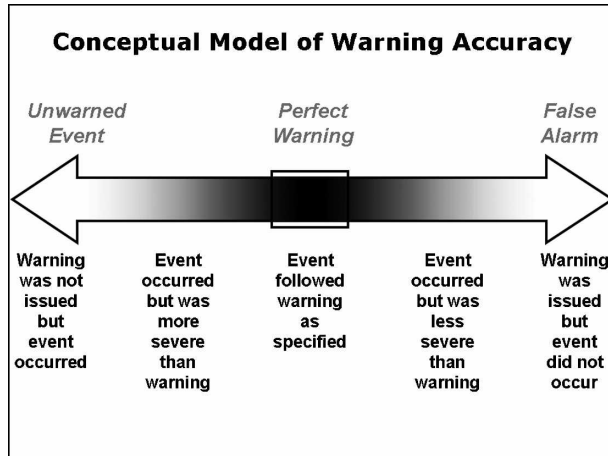 Conceptual Model of Warning Accuracy
Unwarned
Event
Perfect
Warning
False
Alarm
Warning
was not
issued
but
event
occurred
Event
occurred
but was
more
severe
than
warning
Event
followed
warning
as
specified
Event
occurred
but was
less
severe
than
warning
Warning
was
issued
but
event
did not
occur